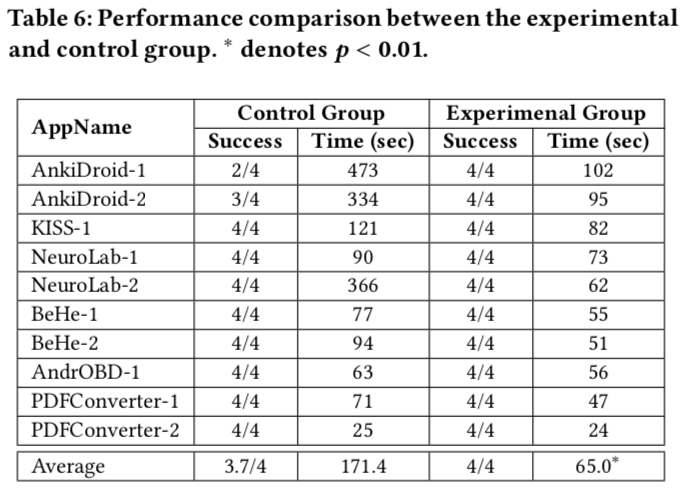 Table 6: Performance comparison between the experimental
and control group. * denotes p < 0.01.
AppName Control Group Experimenal Group
Success Time (sec) Success Time (sec)
AnkiDroid-1 2/4 473 4/4 102
AnkiDroid-2 3/4 334 4/4 95
KISS-1 4/4 121 4/4 82
NeuroLab-1 4/4 90 4/4 73
NeuroLab-2 4/4 366 4/4 62
BeHe-1 4/4 77 4/4 55
BeHe-2 4/4 94 4/4 51
AndrOBD-1 4/4 63 4/4 56
PDFConverter-1 4/4 71 4/4 47
PDFConverter-2 4/4 25 4/4 24
Average 3.7/4 171.4 4/4 65.0*